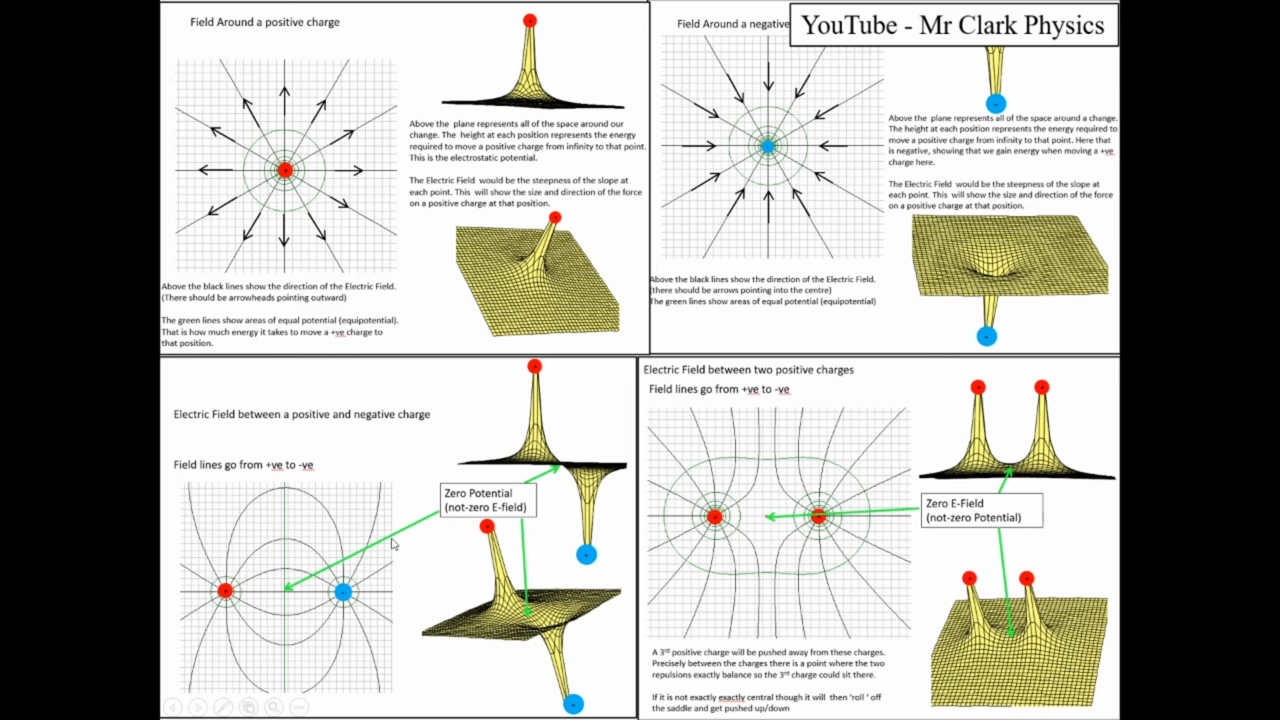 Field Around a positive charge
Above the plane represents all of the space around our
change. The height at each position represents the energy
required to move a positive charge from infinity to that point.
This is the electrostatic potential.
The Electric Field would be the steepness of the slope at
each point. This will show the size and direction of the force
on a positive charge at that position.
Above the black lines show the direction of the Electric Field.
(There should be arrowheads pointing outward)
The green lines show areas of equal potential (equipotential).
That is how much energy it takes to move a +ve charge to
that position.
Field Around a negative
YouTube - Mr Clark Physics
Above the plane represents all of the space around a change.
The height at each position represents the energy required to
move a positive charge from infinity to that point. Here that
is negative, showing that we gain energy when moving a +ve
charge here.
The Electric Field would be the steepness of the slope at
each point. This will show the size and direction of the force
on a positive charge at that position.
Above the black lines show the direction of the Electric Field.
(there should be arrows pointing into the centre)
The green lines show areas of equal potential (equipotential)
Electric Field between a positive and negative charge
Field lines go from +ve to -ve
Zero Potential
(not-zero E-field)
Electric Field between two positive charges
Field lines go from +ve to -ve
Zero E-Field
(not-zero Potential)
A 3rd positive charge will be pushed away from these charges.
Precisely between the charges there is a point where the two
repulsions exactly balance so the 3rd charge could sit there.
If it is not exactly exactly central though it will then 'roll ' off
the saddle and get pushed up/down